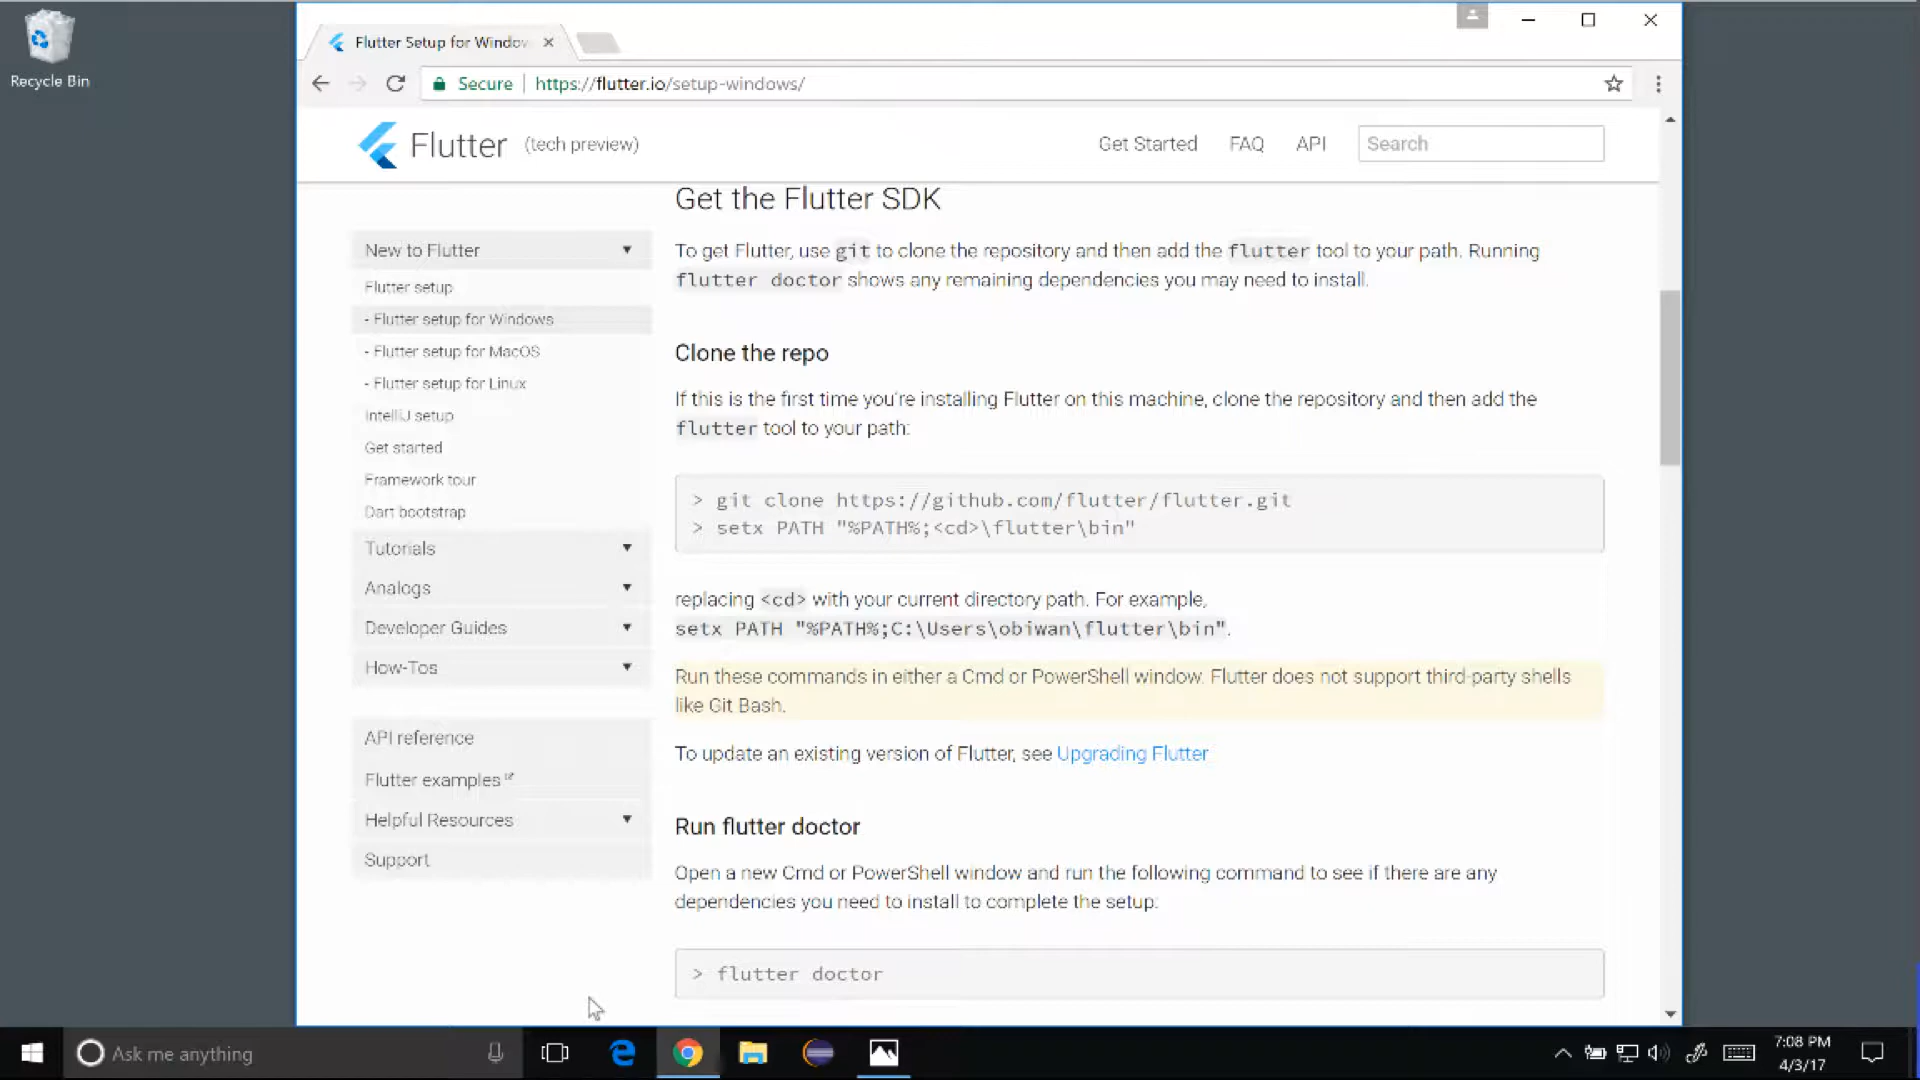 Recycle Bin
Flutter Setup for Window
Secure
https://flutter.io/setup-windows/
Flutter (tech preview)
Get Started
FAQ
API
Search
New to Flutter
Flutter setup
- Flutter setup for Windows
- Flutter setup for MacOS
- Flutter setup for Linux
IntelliJ setup
Get started
Framework tour
Dart bootstrap
Tutorials
Analogs
Developer Guides
How-Tos
API reference
Flutter examples
Helpful Resources
Support
Get the Flutter SDK
To get Flutter, use git to clone the repository and then add the flutter tool to your path. Running
flutter doctor shows any remaining dependencies you may need to install.
Clone the repo
If this is the first time you're installing Flutter on this machine, clone the repository and then add the
flutter tool to your path:
> git clone https://github.com/flutter/flutter.git
> setx PATH "%PATH%;<cd>\flutter\bin"
replacing <cd> with your current directory path. For example,
setx PATH "%PATH%;C:\Users\obiwan\flutter\bin".
Run these commands in either a Cmd or PowerShell window. Flutter does not support third-party shells
like Git Bash.
To update an existing version of Flutter, see Upgrading Flutter
Run flutter doctor
Open a new Cmd or PowerShell window and run the following command to see if there are any
dependencies you need to install to complete the setup:
> flutter doctor
Ask me anything
7:08 PM
4/3/17